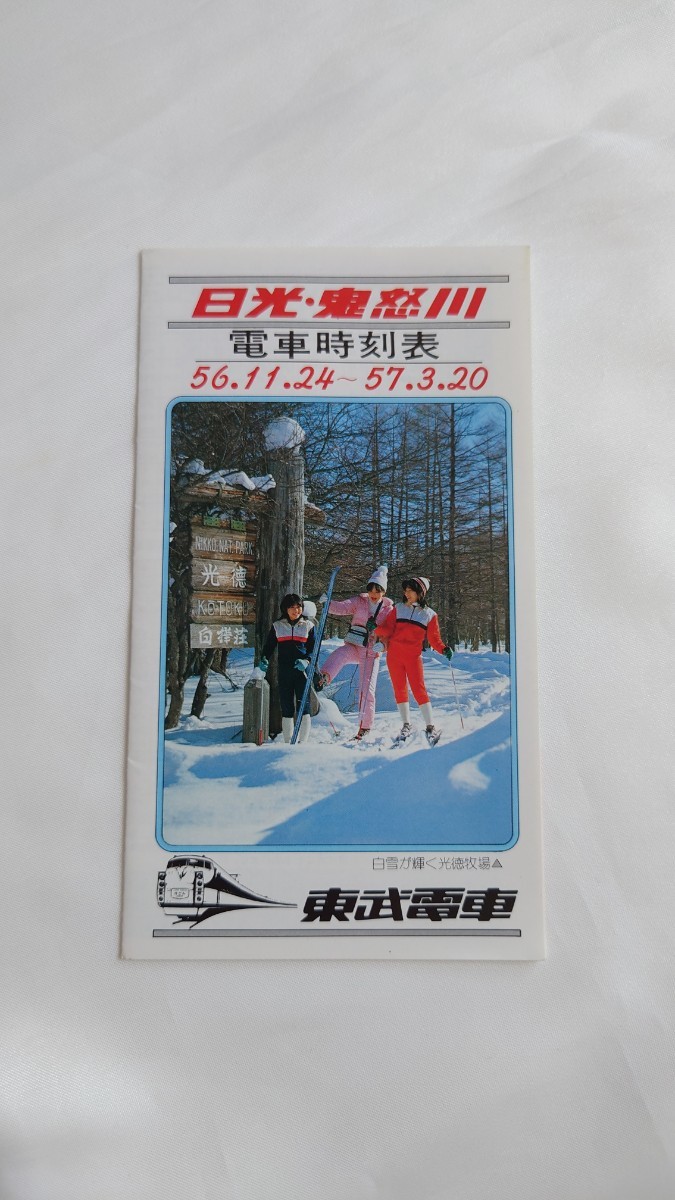 日光・鬼怒川
電車時刻表
56.11.24～57.3.20
NIKKO NAT. PARK
光徳
KOTOKU
白樺荘
白雪が輝く光徳牧場▲
東武電車